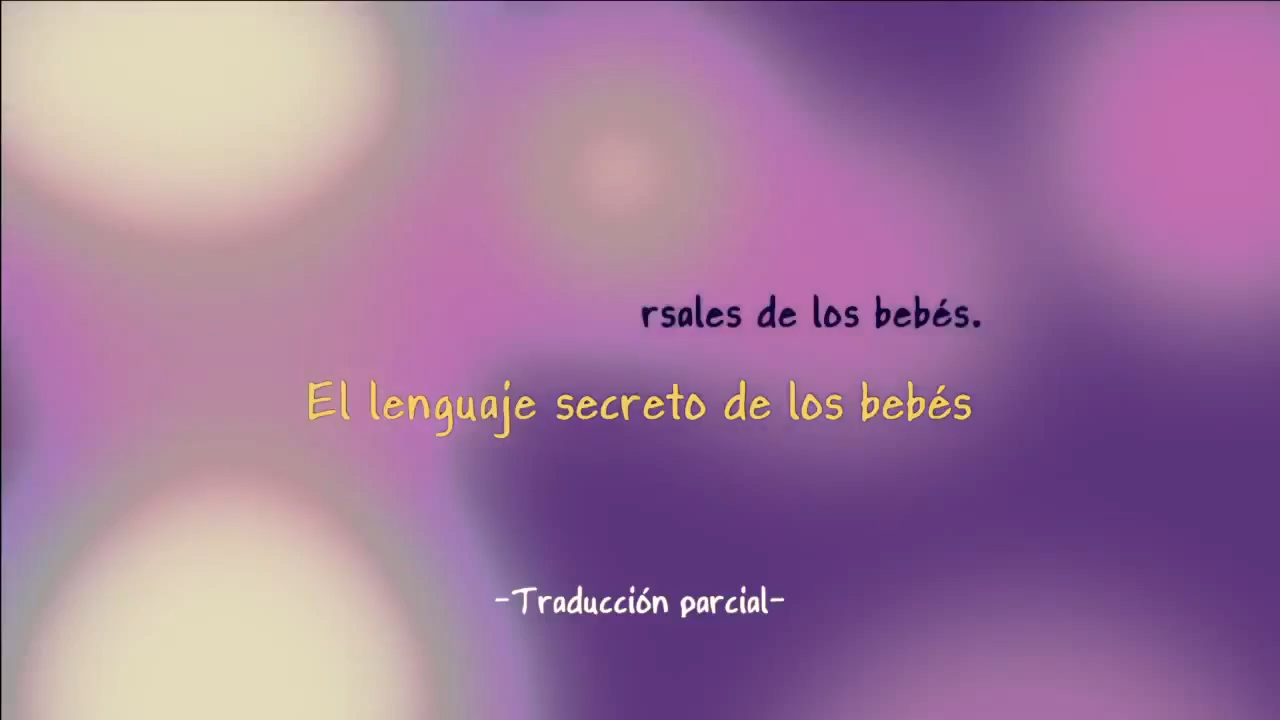 rsales de los bebés.
El lenguaje secreto de los bebés
-Traducción parcial-